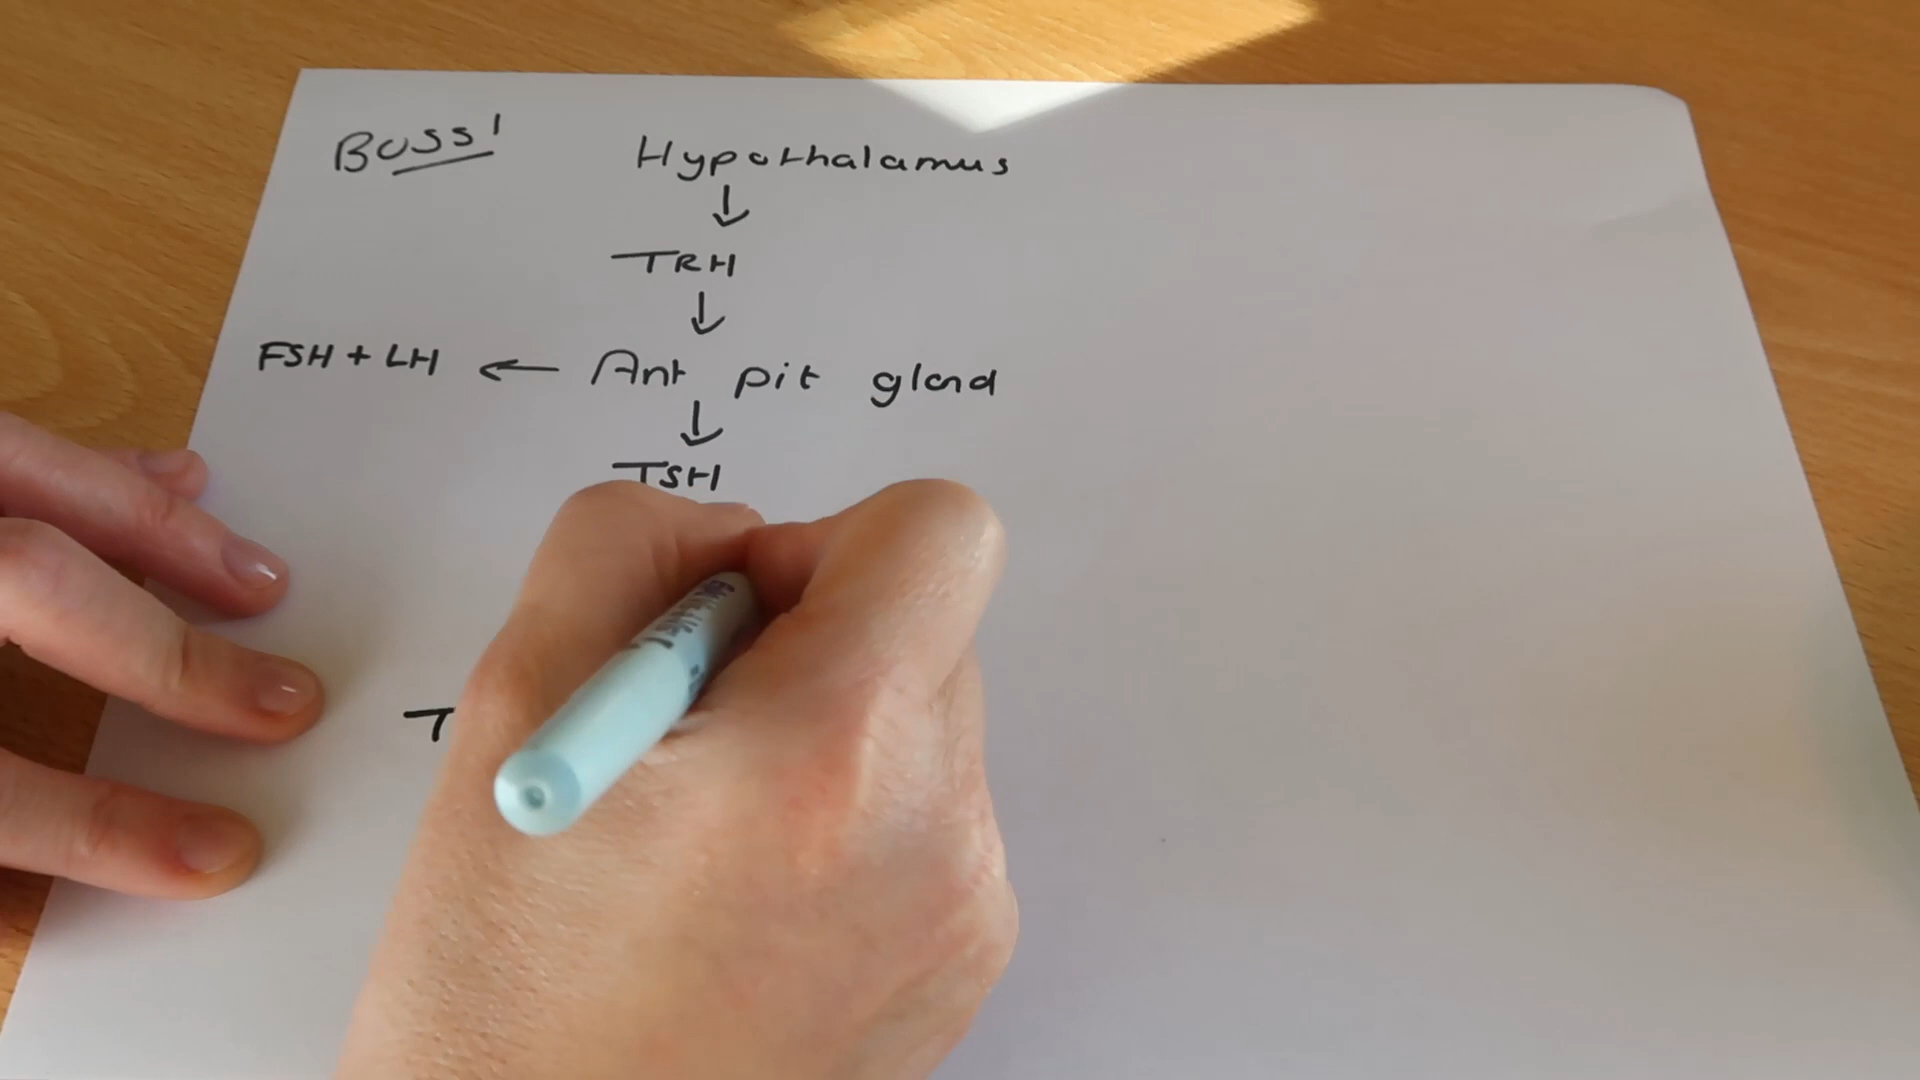 Boss! Hypothalamus
↓
TRH
↓
FSH + LH ← Ant pit gland
↓
TSH
T